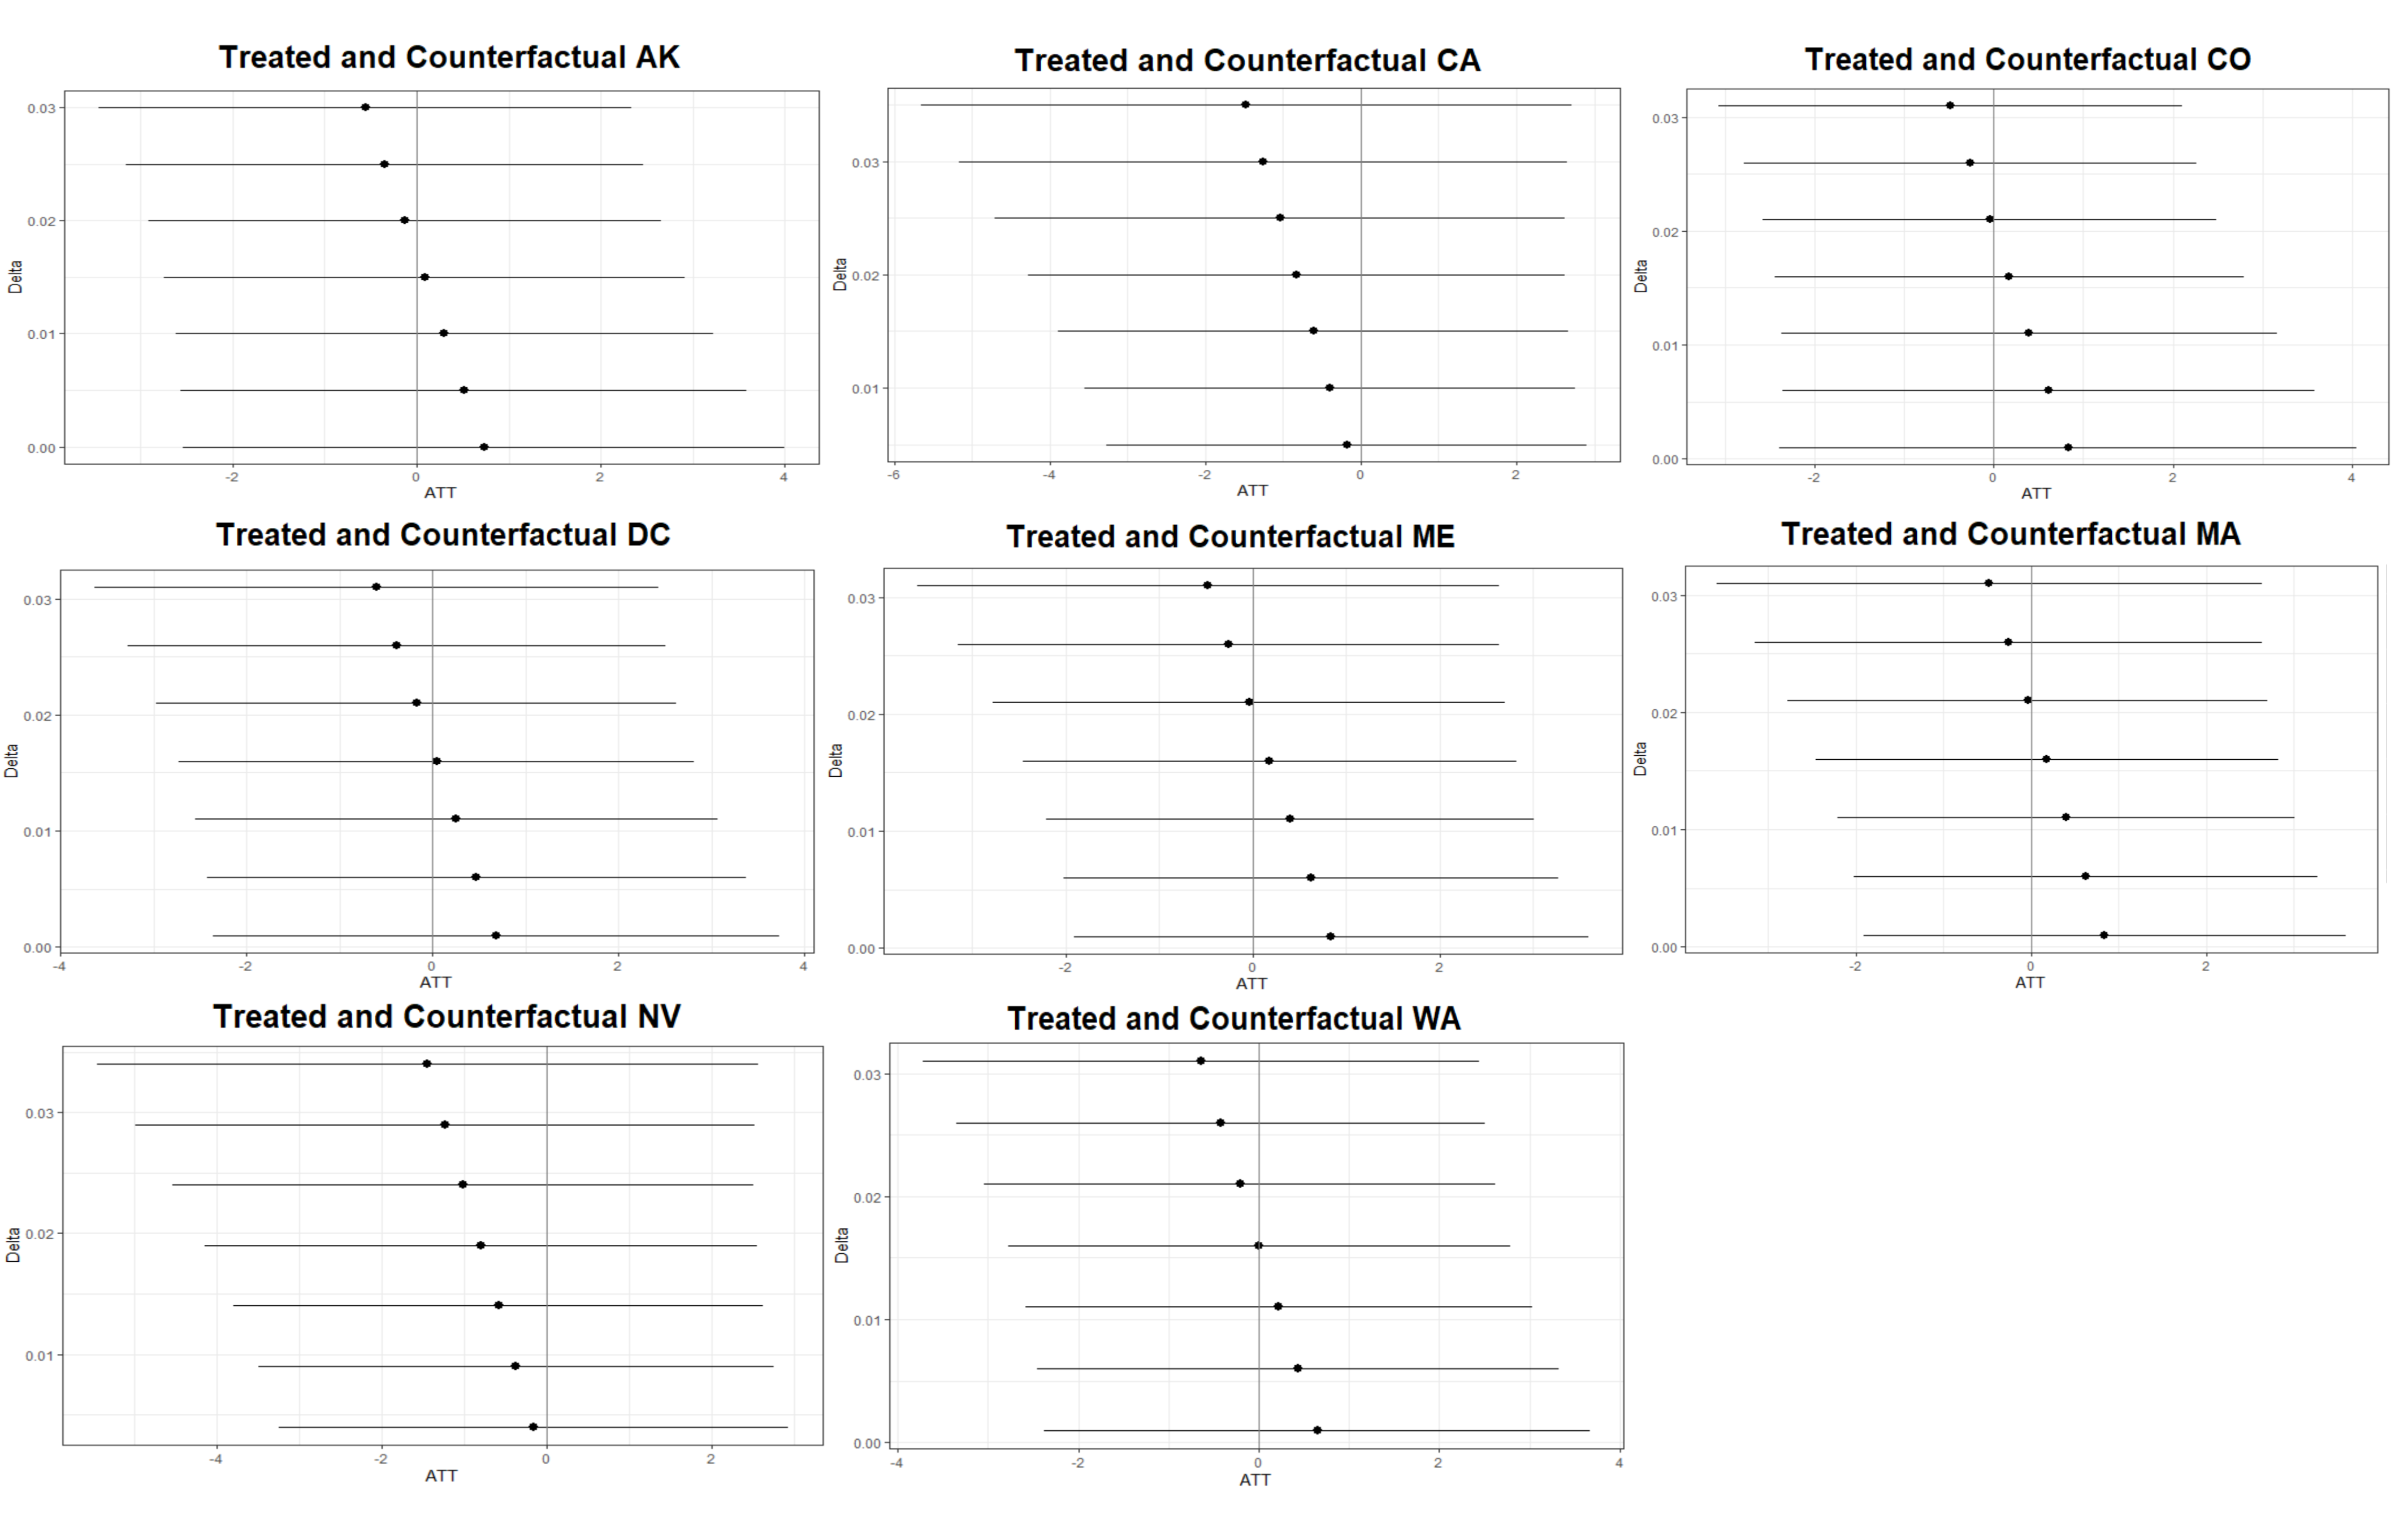 Treated and Counterfactual AK
0.03
0.02
0.01
0.00
Delta
-2 0 2 4
ATT
Treated and Counterfactual CA
0.03
0.02
0.01
Delta
-6 -4 -2 0 2
ATT
Treated and Counterfactual CO
0.03
0.02
0.01
0.00
Delta
-2 0 2 4
ATT
Treated and Counterfactual DC
0.03
0.02
0.01
0.00
Delta
-4 -2 0 2 4
ATT
Treated and Counterfactual ME
0.03
0.02
0.01
0.00
Delta
-2 0 2
ATT
Treated and Counterfactual MA
0.03
0.02
0.01
0.00
Delta
-2 0 2
ATT
Treated and Counterfactual NV
0.03
0.02
0.01
Delta
-4 -2 0 2
ATT
Treated and Counterfactual WA
0.03
0.02
0.01
0.00
Delta
-4 -2 0 2 4
ATT